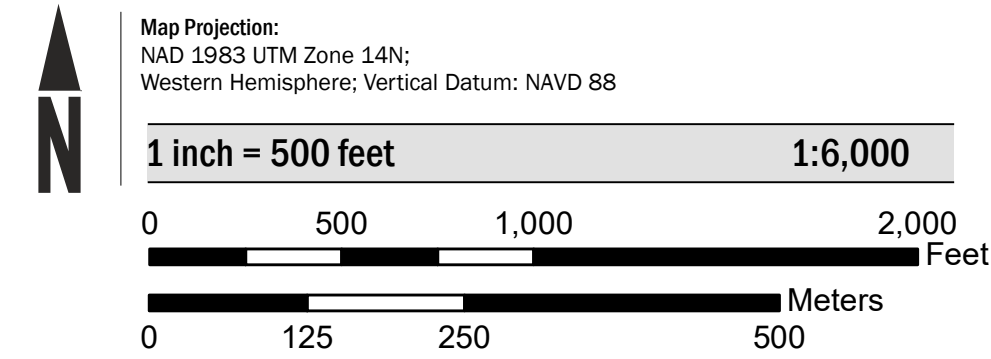 N
Map Projection:
NAD 1983 UTM Zone 14N;
Western Hemisphere; Vertical Datum: NAVD 88
1 inch = 500 feet 1:6,000
0 500 1,000 2,000
Feet
Meters
0 125 250 500